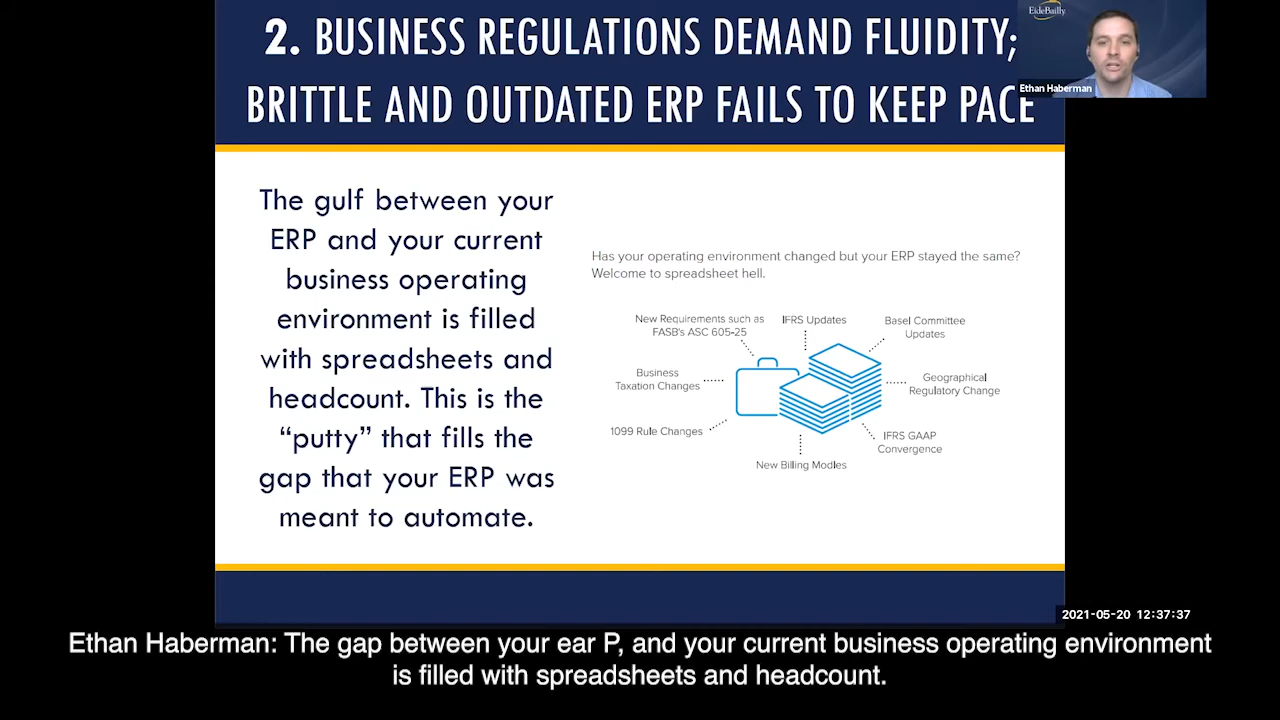 2. BUSINESS REGULATIONS DEMAND FLUIDITY;
BRITTLE AND OUTDATED ERP FAILS TO KEEP PACE
EideBailly
Ethan Haberman
The gulf between your
ERP and your current
business operating
environment is filled
with spreadsheets and
headcount. This is the
“putty” that fills the
gap that your ERP was
meant to automate.
Has your operating environment changed but your ERP stayed the same?
Welcome to spreadsheet hell.
New Requirements such as
FASB's ASC 605-25
IFRS Updates
Basel Committee
Updates
Business
Taxation Changes
Geographical
Regulatory Change
1099 Rule Changes
IFRS GAAP
Convergence
New Billing Modles
2021-05-20 12:37:37
Ethan Haberman: The gap between your ear P, and your current business operating environment
is filled with spreadsheets and headcount.